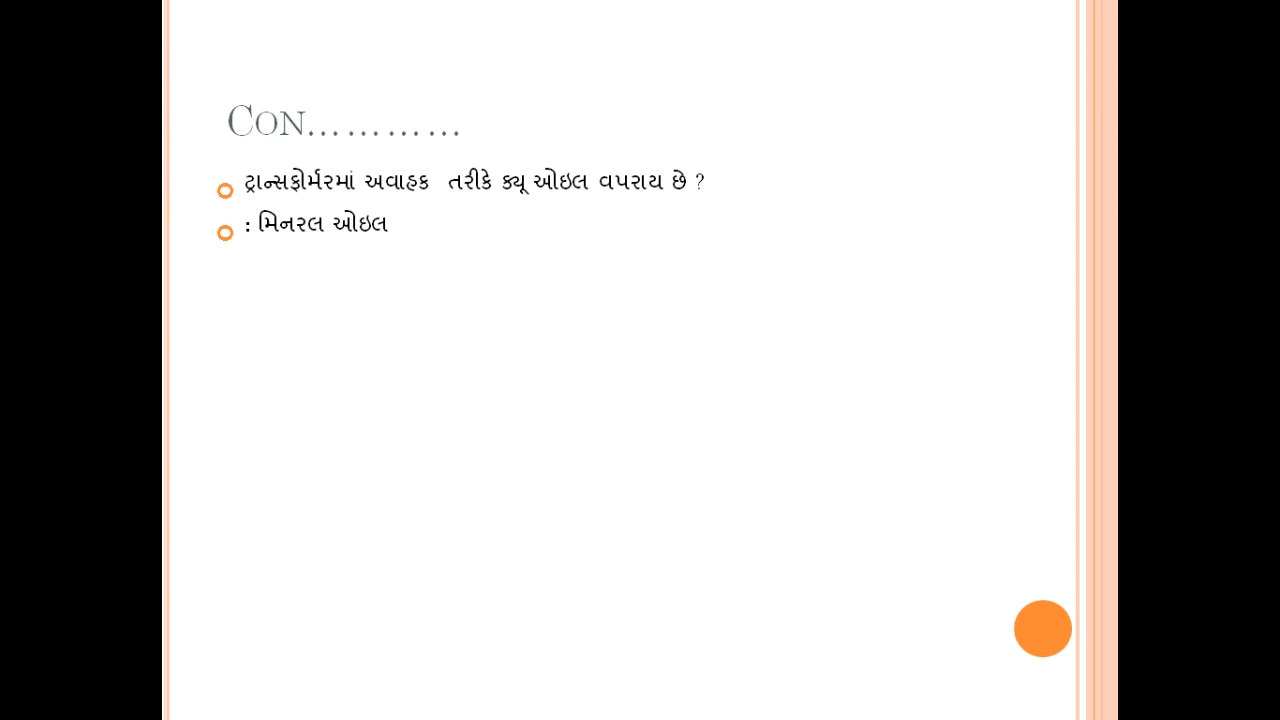 CON…………
ટ્રાન્સફોર્મરમાં અવાહક તરીકે ક્યૂ ઓઇલ વપરાય છે ?
: મિનરલ ઓઇલ